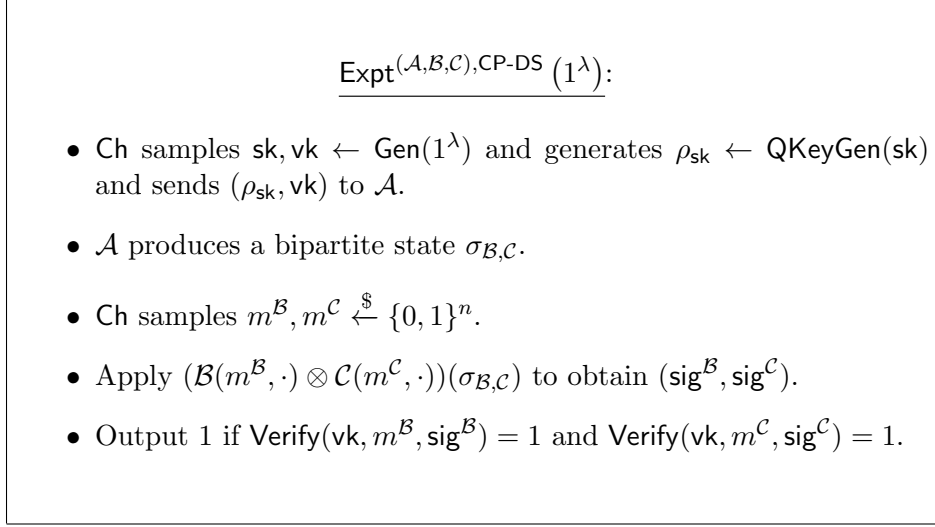 Expt^{(𝒜,ℬ,𝒞),CP-DS} (1^λ):
• Ch samples sk, vk ← Gen(1^λ) and generates ρ_sk ← QKeyGen(sk)
and sends (ρ_sk, vk) to 𝒜.
• 𝒜 produces a bipartite state σ_{ℬ,𝒞}.
• Ch samples m^ℬ, m^𝒞 ←^$ {0, 1}^n.
• Apply (ℬ(m^ℬ, ·) ⊗ 𝒞(m^𝒞, ·))(σ_{ℬ,𝒞}) to obtain (sig^ℬ, sig^𝒞).
• Output 1 if Verify(vk, m^ℬ, sig^ℬ) = 1 and Verify(vk, m^𝒞, sig^𝒞) = 1.